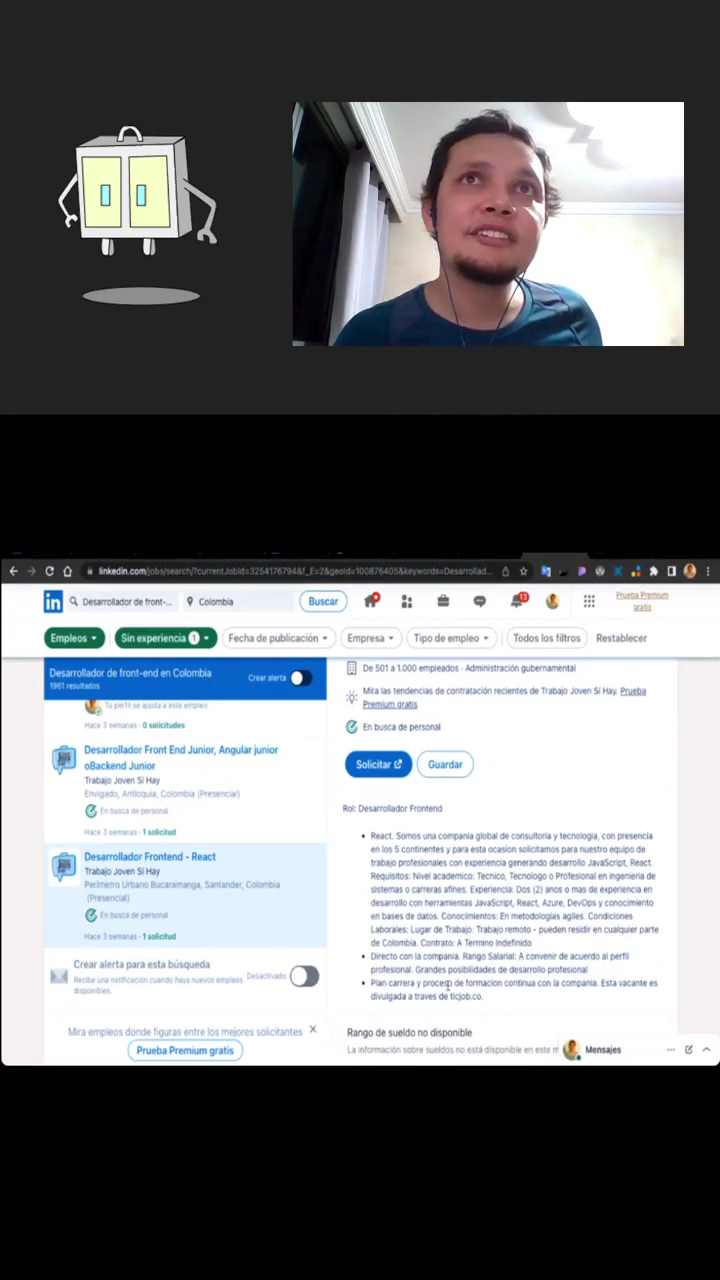 linkedin.com/jobs/search/?currentJobId=3254176794&f_E=2&geoId=100876405&keywords=Desarrollad...
in
Desarrollador de front-...
Colombia
Buscar
13
Prueba Premium
gratis
Empleos
Sin experiencia 1
Fecha de publicación
Empresa
Tipo de empleo
Todos los filtros
Restablecer
Desarrollador de front-end en Colombia
1961 resultados
Crear alerta
Tu perfil se ajusta a este empleo
Hace 3 semanas · 0 solicitudes
Desarrollador Front End Junior, Angular junior
oBackend Junior
Trabajo Joven Sí Hay
Envigado, Antioquia, Colombia (Presencial)
En busca de personal
Hace 3 semanas · 1 solicitud
Desarrollador Frontend - React
Trabajo Joven Sí Hay
Perímetro Urbano Bucaramanga, Santander, Colombia
(Presencial)
En busca de personal
Hace 3 semanas · 1 solicitud
Crear alerta para esta búsqueda
Recibe una notificación cuando haya nuevos empleos
disponibles.
Desactivado
Mira empleos donde figuras entre los mejores solicitantes
Prueba Premium gratis
De 501 a 1.000 empleados · Administración gubernamental
Mira las tendencias de contratación recientes de Trabajo Joven Sí Hay. Prueba
Premium gratis
En busca de personal
Solicitar
Guardar
Rol: Desarrollador Frontend
React. Somos una compania global de consultoria y tecnologia, con presencia
en los 5 continentes y para esta ocasion solicitamos para nuestro equipo de
trabajo profesionales con experiencia generando desarrollo JavaScript, React.
Requisitos: Nivel academico: Tecnico, Tecnologo o Profesional en ingenieria de
sistemas o carreras afines. Experiencia: Dos (2) anos o mas de experiencia en
desarrollo con herramientas JavaScript, React, Azure, DevOps y conocimiento
en bases de datos. Conocimientos: En metodologias agiles. Condiciones
Laborales: Lugar de Trabajo: Trabajo remoto - pueden residir en cualquier parte
de Colombia. Contrato: A Termino Indefinido
Directo con la compania. Rango Salarial: A convenir de acuerdo al perfil
profesional. Grandes posibilidades de desarrollo profesional
Plan carrera y proceso de formacion continua con la compania. Esta vacante es
divulgada a traves de ticjob.co.
Rango de sueldo no disponible
La información sobre sueldos no está disponible en este m
Mensajes